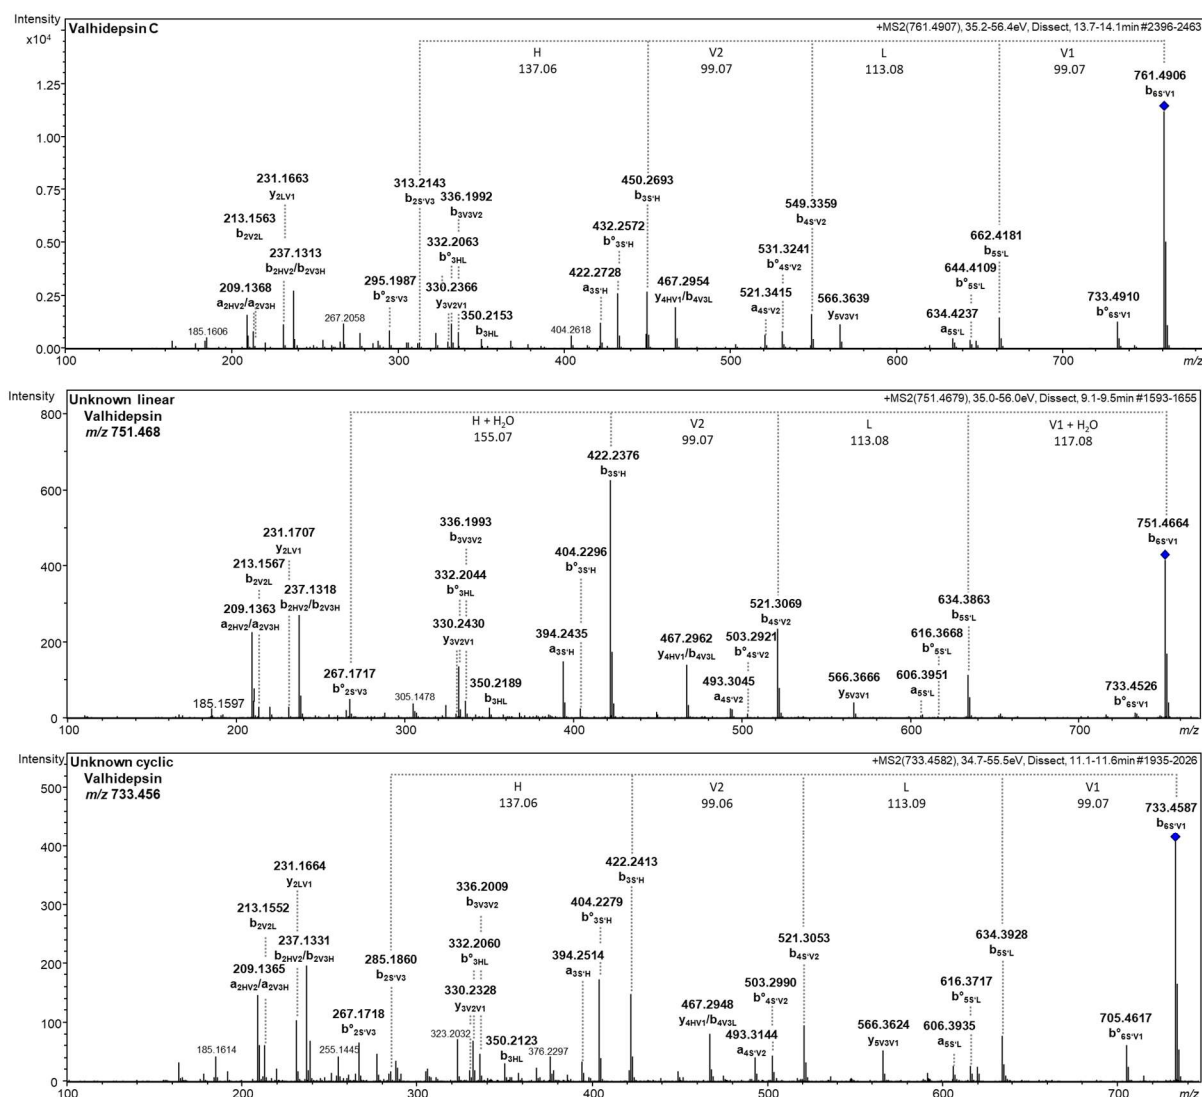 Intensity
x10⁴
Valhidepsin C
+MS2(761.4907), 35.2-56.4eV, Dissect, 13.7-14.1min #2396-2463
H
137.06
V2
99.07
L
113.08
V1
99.07
761.4906
b6S'V1
1.25
1.00
0.75
0.50
0.25
0.00
231.1663
y2LV1
213.1563
b2V2L
237.1313
b2HV2/b2V3H
209.1368
a2HV2/a2V3H
185.1606
313.2143
b2S'V3
336.1992
b3V3V2
332.2063
b°3HL
330.2366
y3V2V1
295.1987
b°2S'V3
267.2058
350.2153
b3HL
450.2693
b3S'H
432.2572
b°3S'H
422.2728
a3S'H
404.2618
467.2954
y4HV1/b4V3L
549.3359
b4S'V2
531.3241
b°4S'V2
521.3415
a4S'V2
566.3639
y5V3V1
662.4181
b5S'L
644.4109
b°5S'L
634.4237
a5S'L
733.4910
b°6S'V1
100 200 300 400 500 600 700 m/z
Intensity
Unknown linear
Valhidepsin
m/z 751.468
+MS2(751.4679), 35.0-56.0eV, Dissect, 9.1-9.5min #1593-1655
H + H₂O
155.07
V2
99.07
L
113.08
V1 + H₂O
117.08
800
600
400
200
0
422.2376
b3S'H
751.4664
b6S'V1
231.1707
y2LV1
213.1567
b2V2L
237.1318
b2HV2/b2V3H
209.1363
a2HV2/a2V3H
185.1597
336.1993
b3V3V2
332.2044
b°3HL
330.2430
y3V2V1
267.1717
b°2S'V3
305.1478
350.2189
b3HL
404.2296
b°3S'H
394.2435
a3S'H
467.2962
y4HV1/b4V3L
521.3069
b4S'V2
503.2921
b°4S'V2
493.3045
a4S'V2
566.3666
y5V3V1
634.3863
b5S'L
616.3668
b°5S'L
606.3951
a5S'L
733.4526
b°6S'V1
100 200 300 400 500 600 700 m/z
Intensity
Unknown cyclic
Valhidepsin
m/z 733.456
+MS2(733.4582), 34.7-55.5eV, Dissect, 11.1-11.6min #1935-2026
H
137.06
V2
99.06
L
113.09
V1
99.07
733.4587
b6S'V1
500
400
300
200
100
0
231.1664
y2LV1
213.1552
b2V2L
237.1331
b2HV2/b2V3H
209.1365
a2HV2/a2V3H
185.1614
285.1860
b2S'V3
267.1718
b°2S'V3
255.1445
336.2009
b3V3V2
332.2060
b°3HL
330.2328
y3V2V1
323.2032
350.2123
b3HL
376.2297
422.2413
b3S'H
404.2279
b°3S'H
394.2514
a3S'H
467.2948
y4HV1/b4V3L
521.3053
b4S'V2
503.2990
b°4S'V2
493.3144
a4S'V2
566.3624
y5V3V1
634.3928
b5S'L
616.3717
b°5S'L
606.3935
a5S'L
705.4617
b°6S'V1
100 200 300 400 500 600 700 m/z